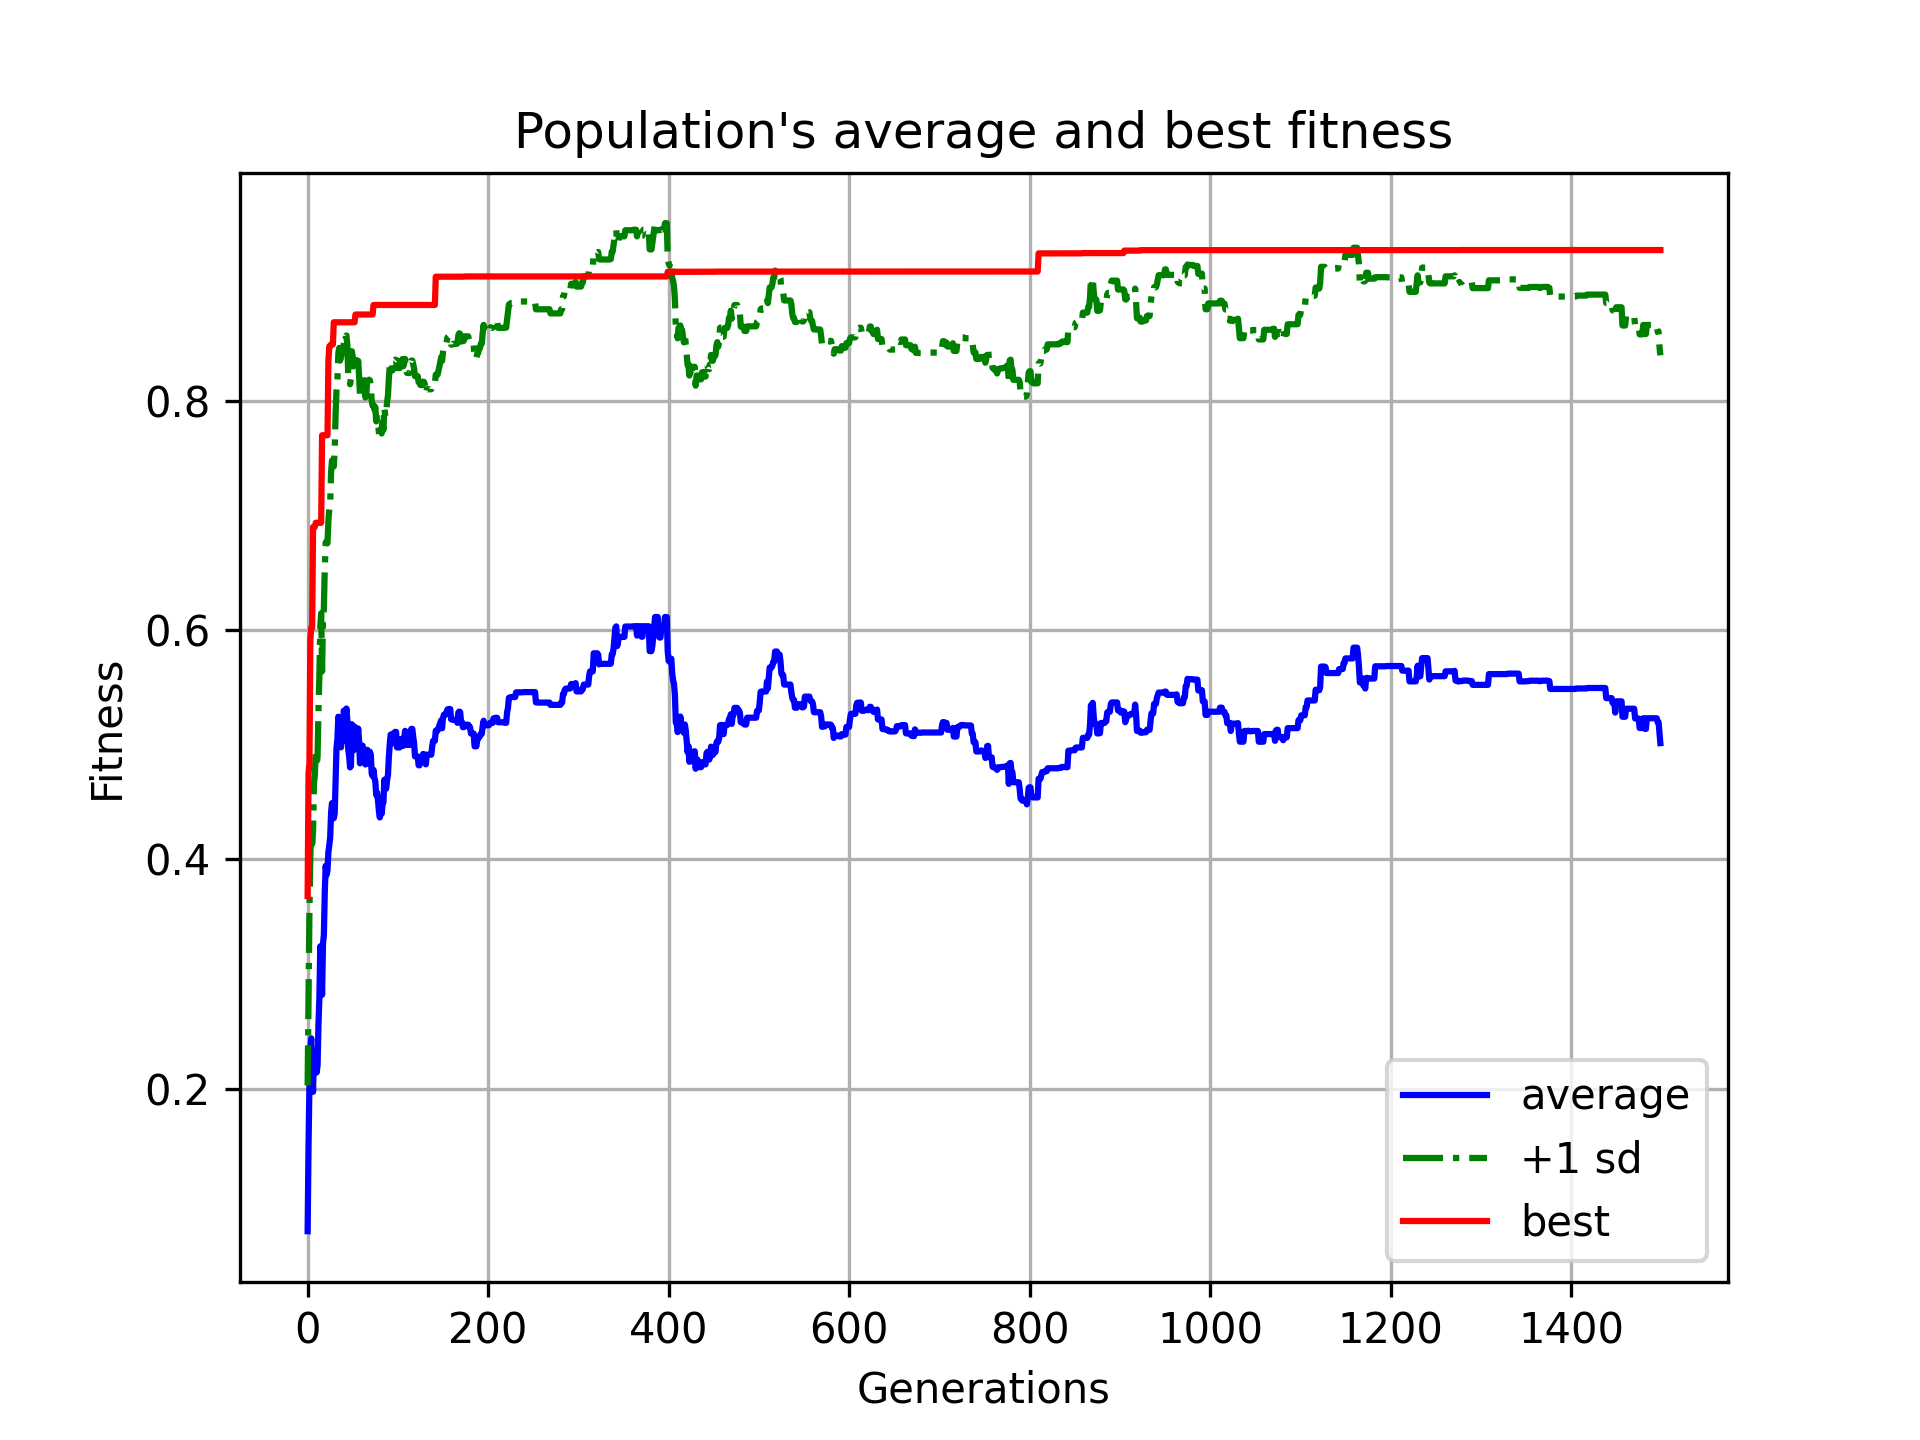 Population's average and best fitness
Fitness
0.8
0.6
0.4
0.2
average
+1 sd
best
0 200 400 600 800 1000 1200 1400
Generations